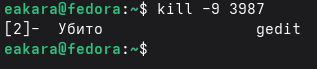 eakara@fedora:~$ kill -9 3987
[2]-  Убито                  gedit
eakara@fedora:~$